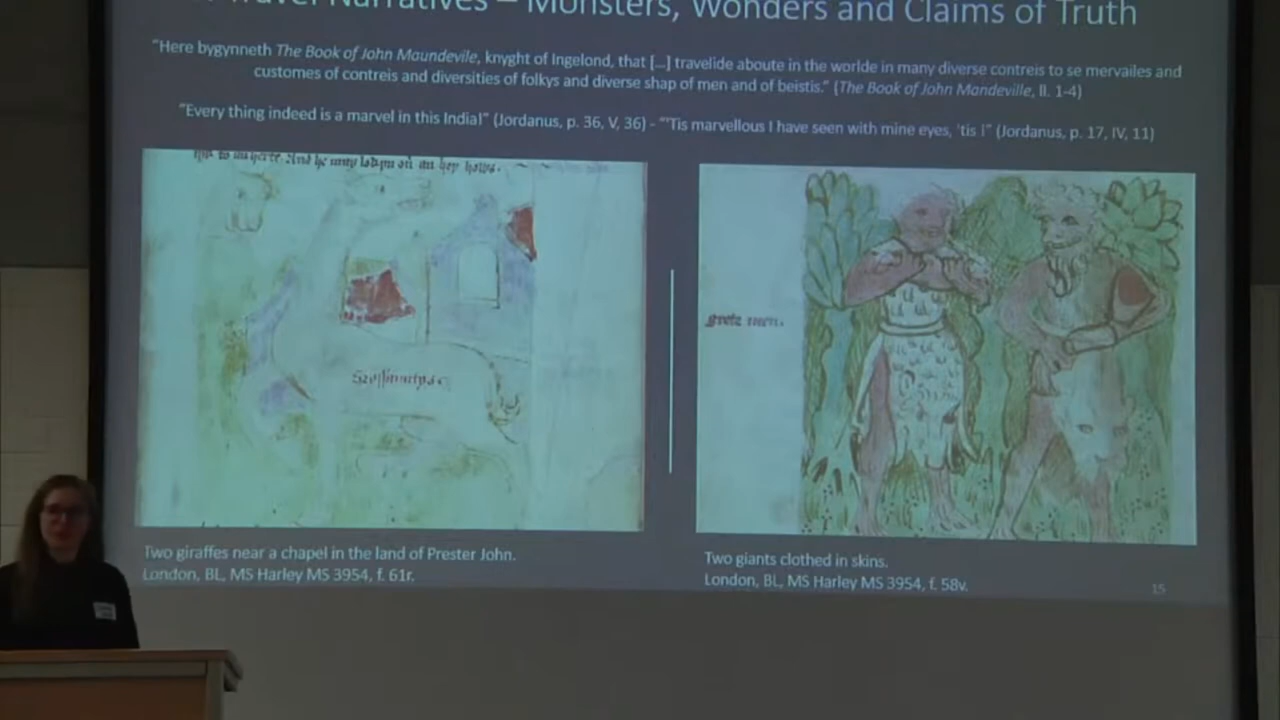 Travel Narratives – Monsters, Wonders and Claims of Truth
"Here bygynneth The Book of John Maundevile, knyght of Ingelond, that [...] travelide aboute in the worlde in many diverse contreis to se mervailes and
customes of contreis and diversities of folkys and diverse shap of men and of beistis." (The Book of John Mandeville, ll. 1-4)
"Every thing indeed is a marvel in this India!" (Jordanus, p. 36, V, 36) - "'Tis marvellous I have seen with mine eyes, 'tis I" (Jordanus, p. 17, IV, 11)
grete men.
Two giraffes near a chapel in the land of Prester John.
London, BL, MS Harley MS 3954, f. 61r.
Two giants clothed in skins.
London, BL, MS Harley MS 3954, f. 58v.
15